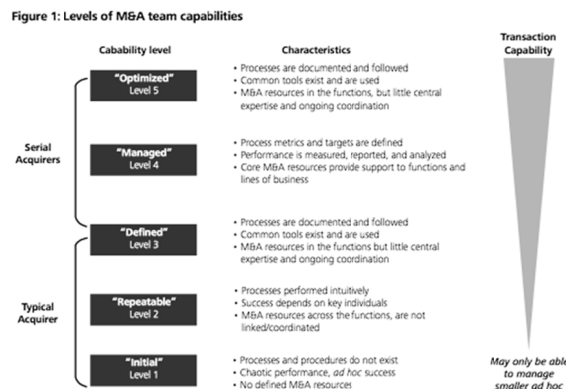 Figure 1: Levels of M&A team capabilities
Cabability level
Characteristics
Transaction
Capability
Serial
Acquirers
"Optimized"
Level 5
• Processes are documented and followed
• Common tools exist and are used
• M&A resources in the functions, but little central
expertise and ongoing coordination
"Managed"
Level 4
• Process metrics and targets are defined
• Performance is measured, reported, and analyzed
• Core M&A resources provide support to functions and
lines of business
"Defined"
Level 3
• Processes are documented and followed
• Common tools exist and are used
• M&A resources in the functions but little central
expertise and ongoing coordination
Typical
Acquirer
"Repeatable"
Level 2
• Processes performed intuitively
• Success depends on key individuals
• M&A resources across the functions, are not
linked/coordinated
"Initial"
Level 1
• Processes and procedures do not exist
• Chaotic performance, ad hoc success
• No defined M&A resources
May only be able
to manage
smaller ad hoc